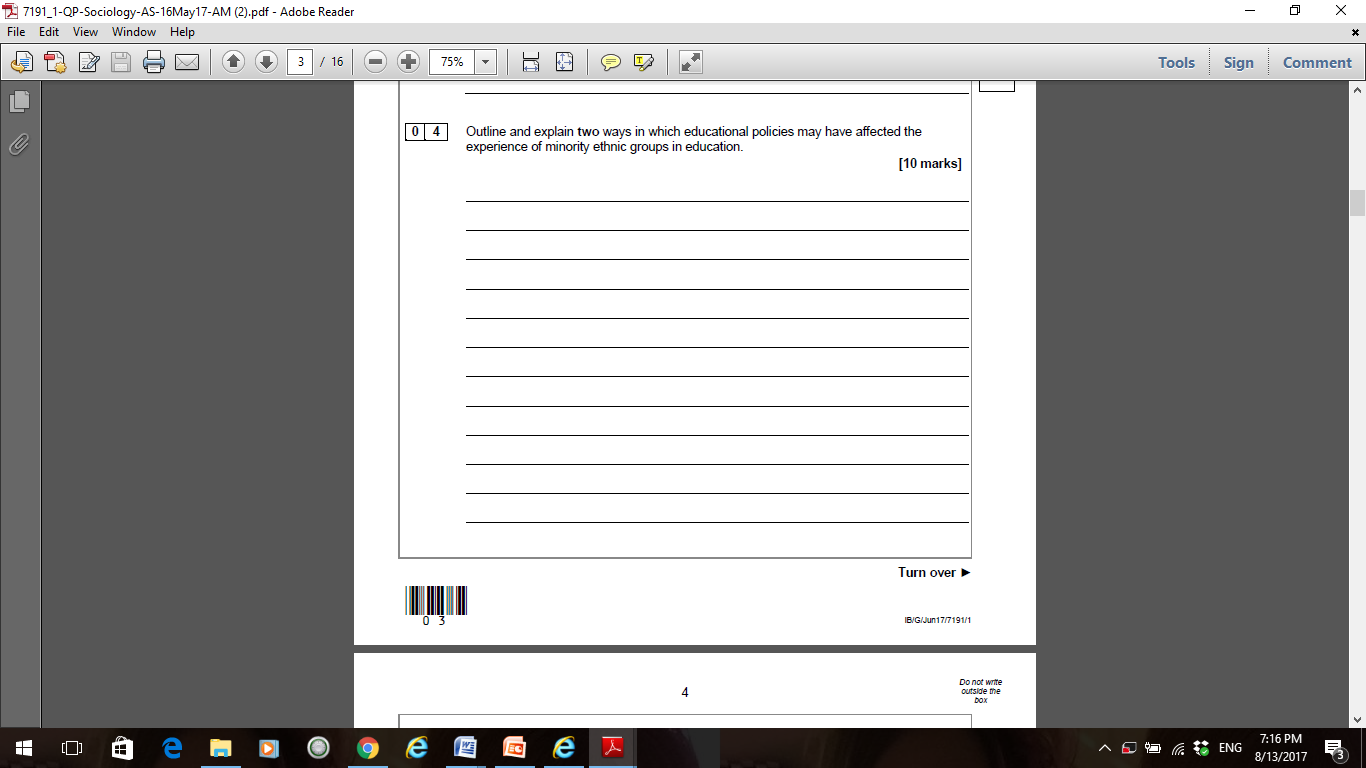 7191_1-QP-Sociology-AS-16May17-AM (2).pdf - Adobe Reader
File Edit View Window Help
3 / 16 75% Tools Sign Comment
0 4 Outline and explain two ways in which educational policies may have affected the
experience of minority ethnic groups in education.
[10 marks]
Turn over ►
0 3
IB/G/Jun17/7191/1
4
Do not write
outside the
box
ENG
7:16 PM
8/13/2017
3